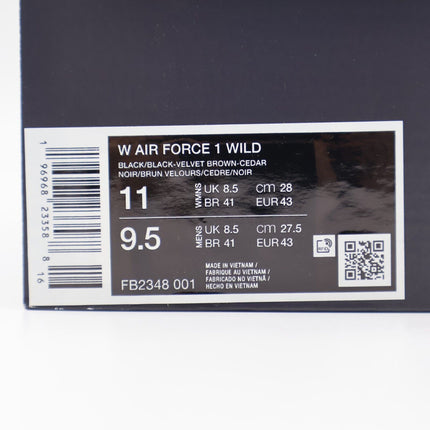 W AIR FORCE 1 WILD
BLACK/BLACK-VELVET BROWN-CEDAR
NOIR/BRUN VELOURS/CEDRE/NOIR
11 WMNS UK 8.5 cm 28
BR 41 EUR 43
9.5 MENS UK 8.5 cm 27.5
BR 41 EUR 43
MADE IN VIETNAM/
FABRIQUE AU VIETNAM/
FABRICADO NO VIETNÃ/
HECHO EN VIETNAM
FB2348 001
1 96968 23358 8 16